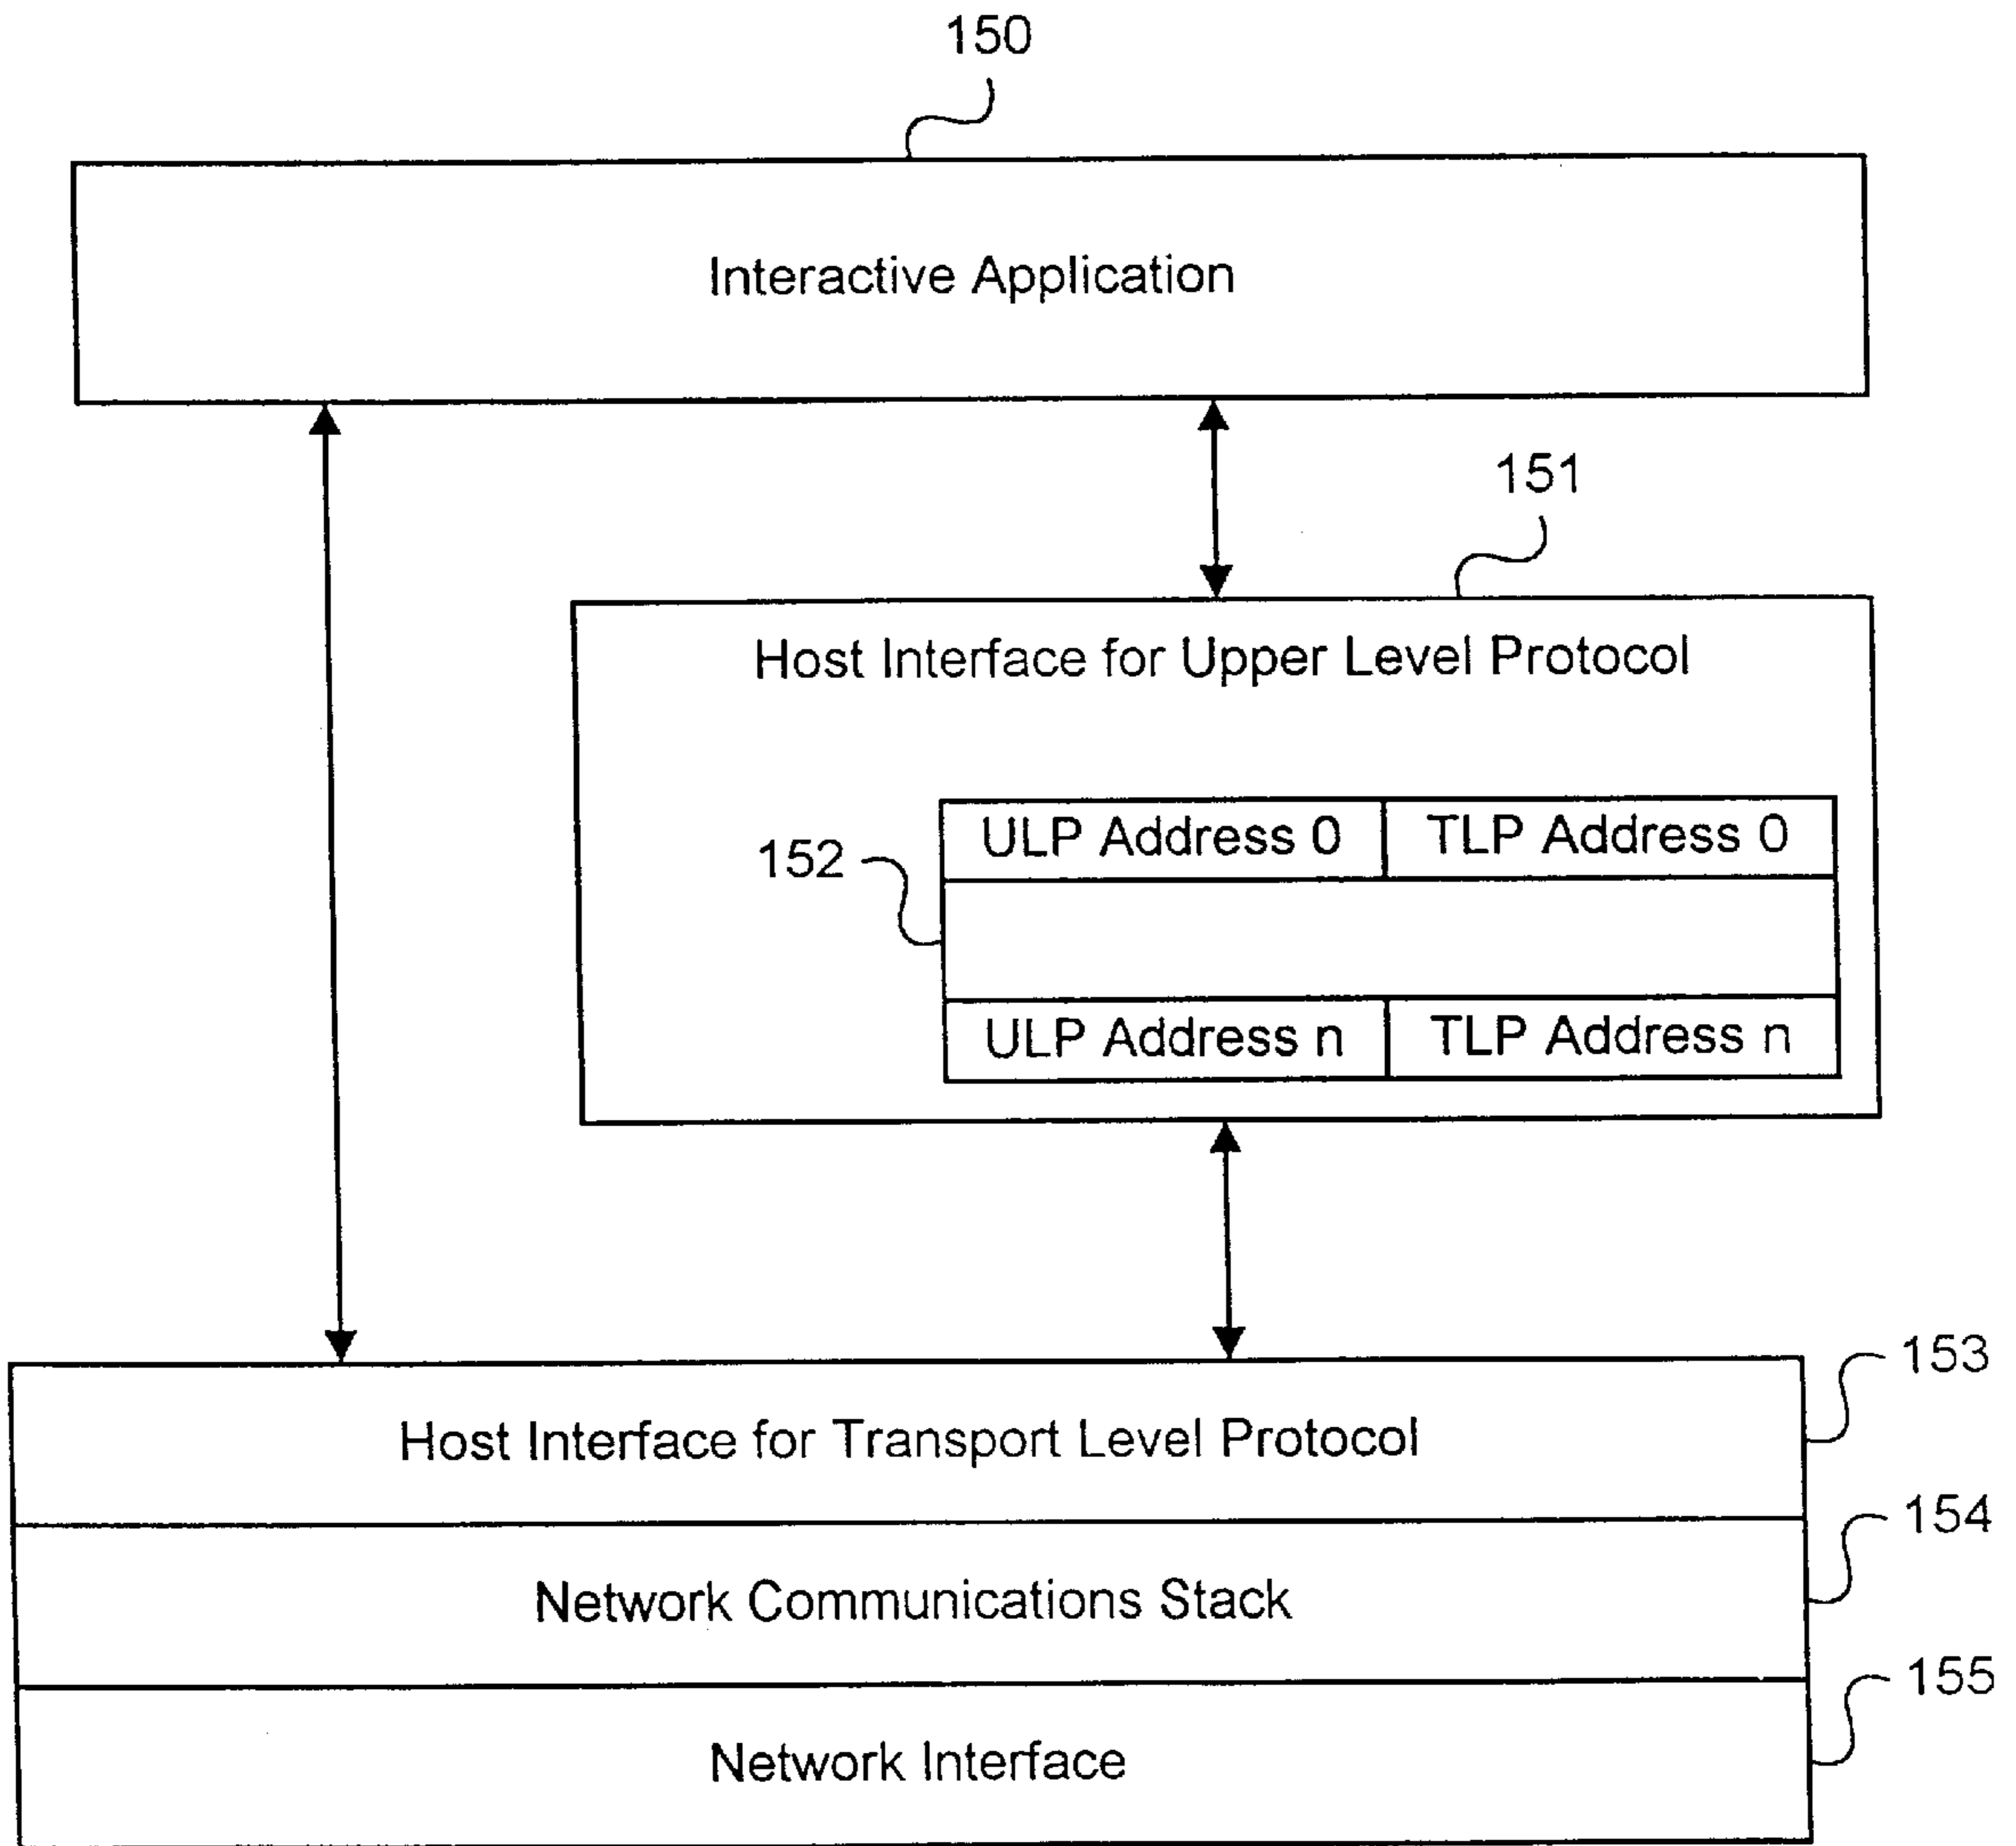 150
Interactive Application
151
Host Interface for Upper Level Protocol
152
ULP Address 0 TLP Address 0
ULP Address n TLP Address n
153
Host Interface for Transport Level Protocol
154
Network Communications Stack
155
Network Interface